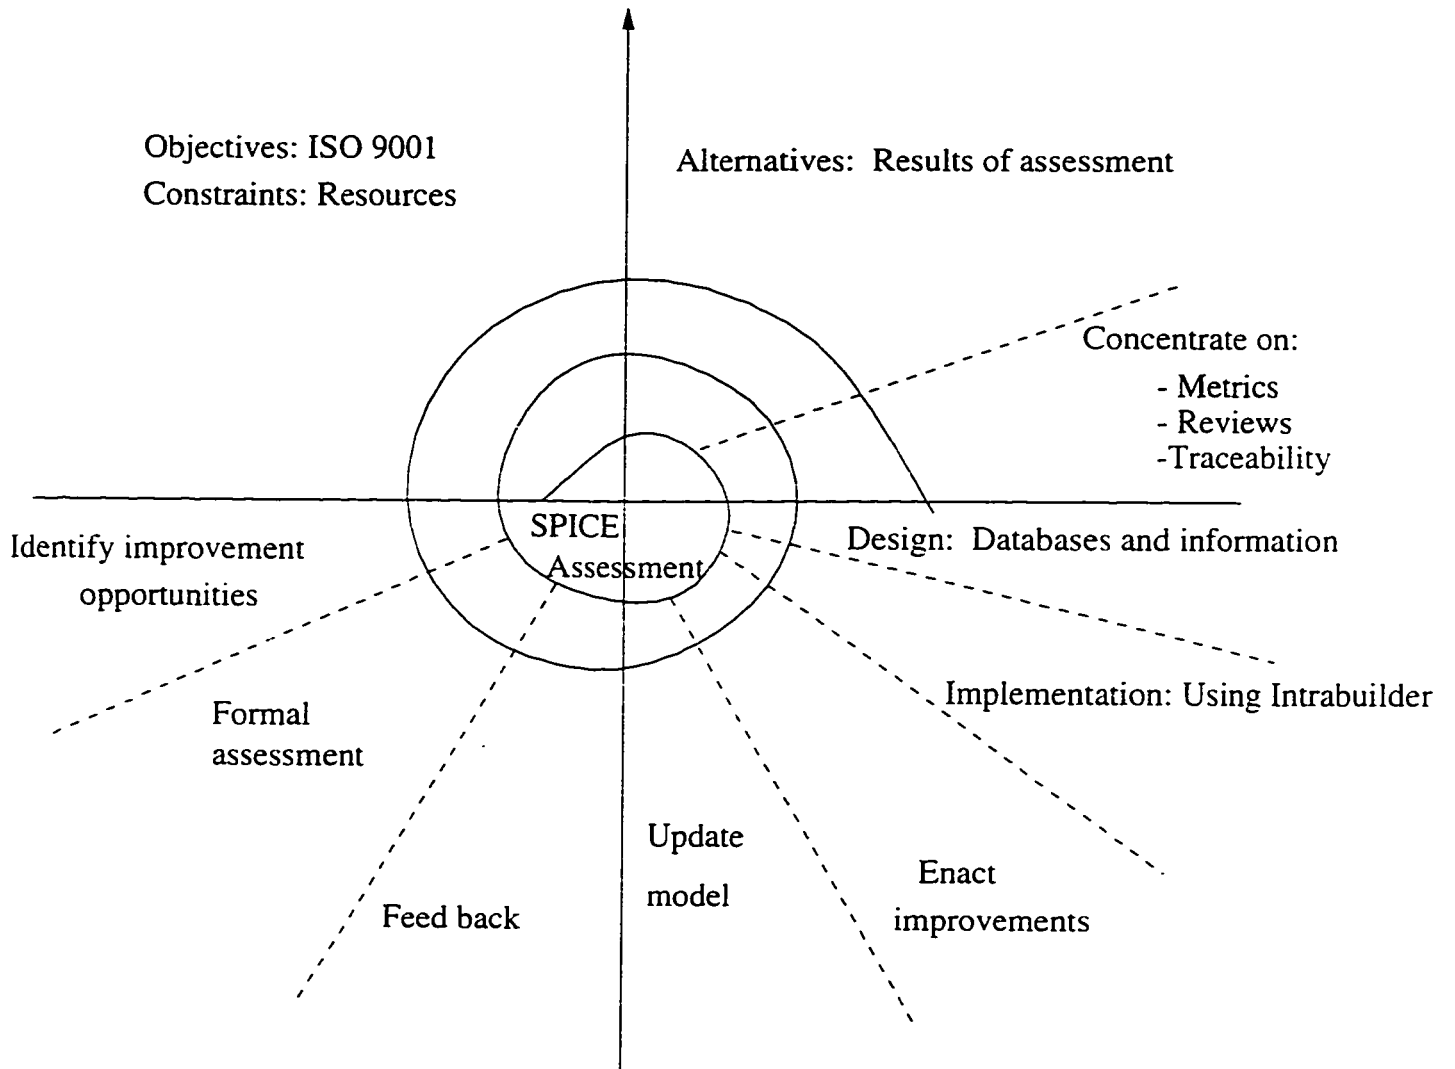 Objectives: ISO 9001
Constraints: Resources
Alternatives: Results of assessment
Concentrate on:
- Metrics
- Reviews
-Traceability
SPICE
Assessment
Design: Databases and information
Identify improvement
opportunities
Implementation: Using Intrabuilder
Formal
assessment
Update
model
Enact
improvements
Feed back